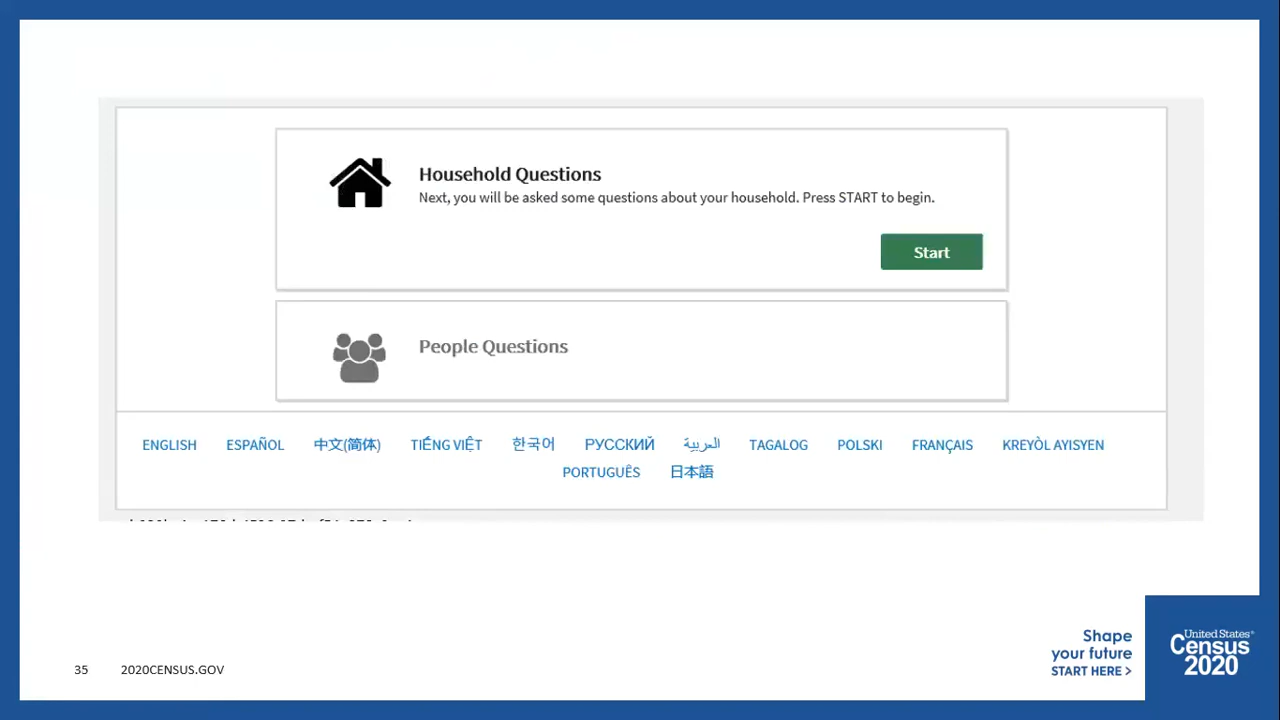 Household Questions
Next, you will be asked some questions about your household. Press START to begin.
Start
People Questions
ENGLISH ESPAÑOL 中文(简体) TIẾNG VIỆT 한국어 РУССКИЙ العربية TAGALOG POLSKI FRANÇAIS KREYÒL AYISYEN
PORTUGUÊS 日本語
Shape
your future
START HERE >
United States®
Census
2020
35 2020CENSUS.GOV